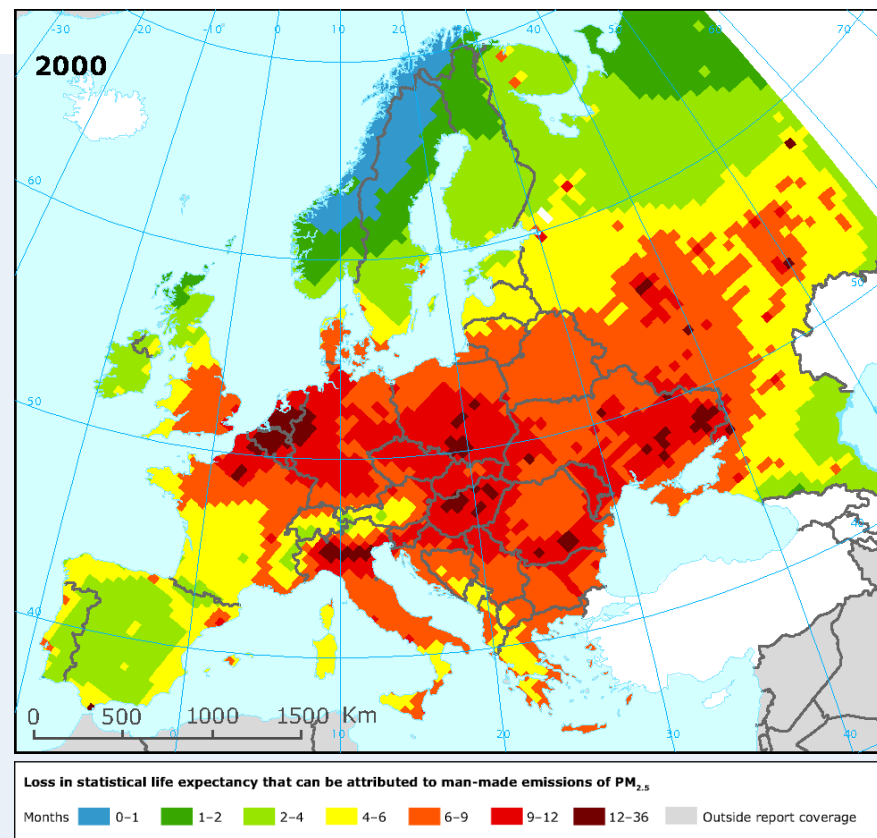 -30 -20 -10 0 10 20 30 40 50 60 70
2000
60
50
50
40
40
0 500 1000 1500 Km
0 10 20 30 40
Loss in statistical life expectancy that can be attributed to man-made emissions of PM2.5
Months 0–1 1–2 2–4 4–6 6–9 9–12 12–36 Outside report coverage